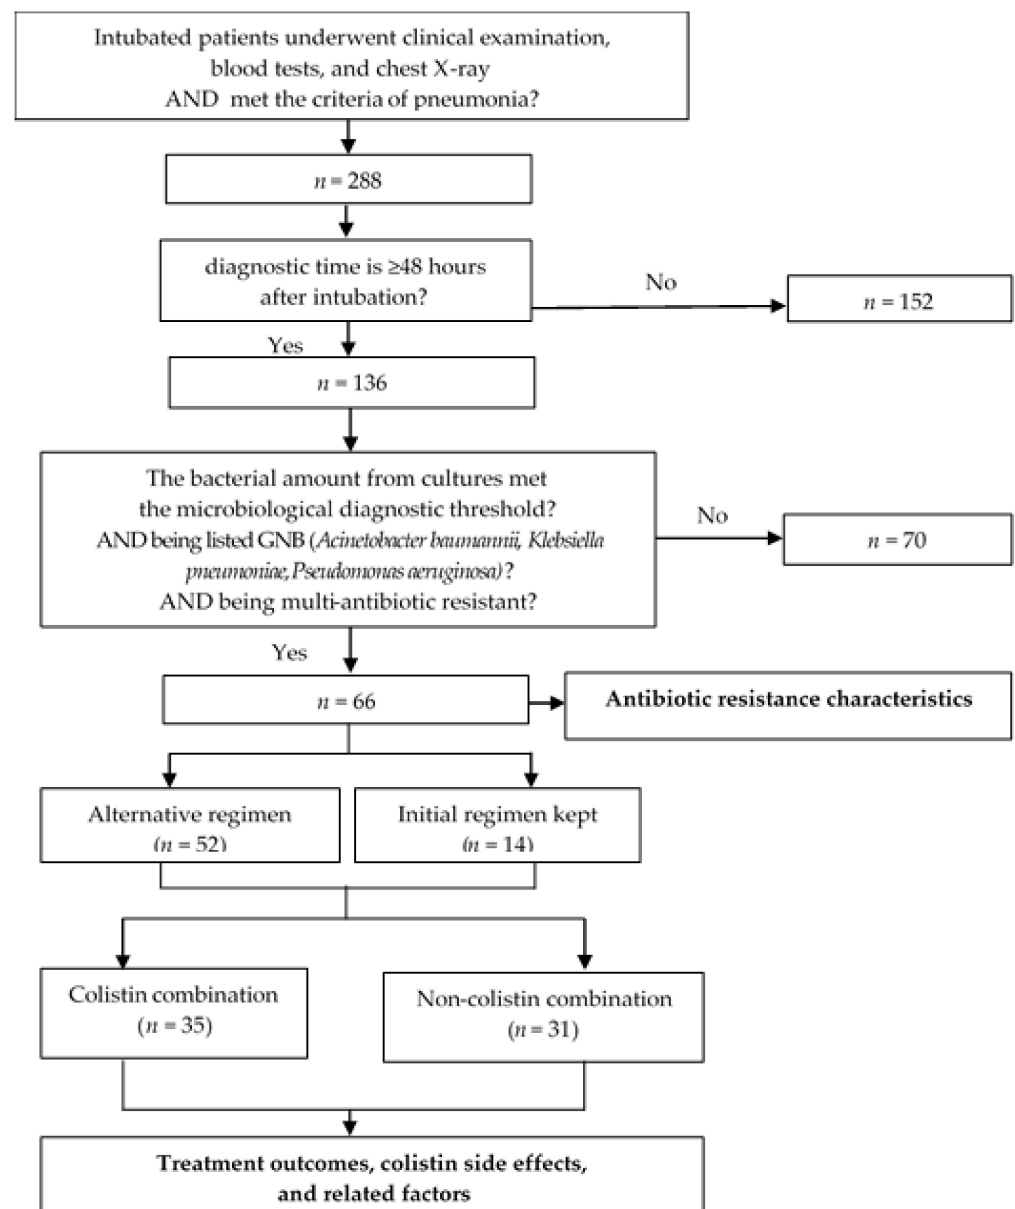 Intubated patients underwent clinical examination,
blood tests, and chest X-ray
AND met the criteria of pneumonia?
n = 288
diagnostic time is ≥48 hours
after intubation?
No
n = 152
Yes
n = 136
The bacterial amount from cultures met
the microbiological diagnostic threshold?
AND being listed GNB (Acinetobacter baumannii, Klebsiella
pneumoniae, Pseudomonas aeruginosa)?
AND being multi-antibiotic resistant?
No
n = 70
Yes
n = 66
Antibiotic resistance characteristics
Alternative regimen
(n = 52)
Initial regimen kept
(n = 14)
Colistin combination
(n = 35)
Non-colistin combination
(n = 31)
Treatment outcomes, colistin side effects,
and related factors